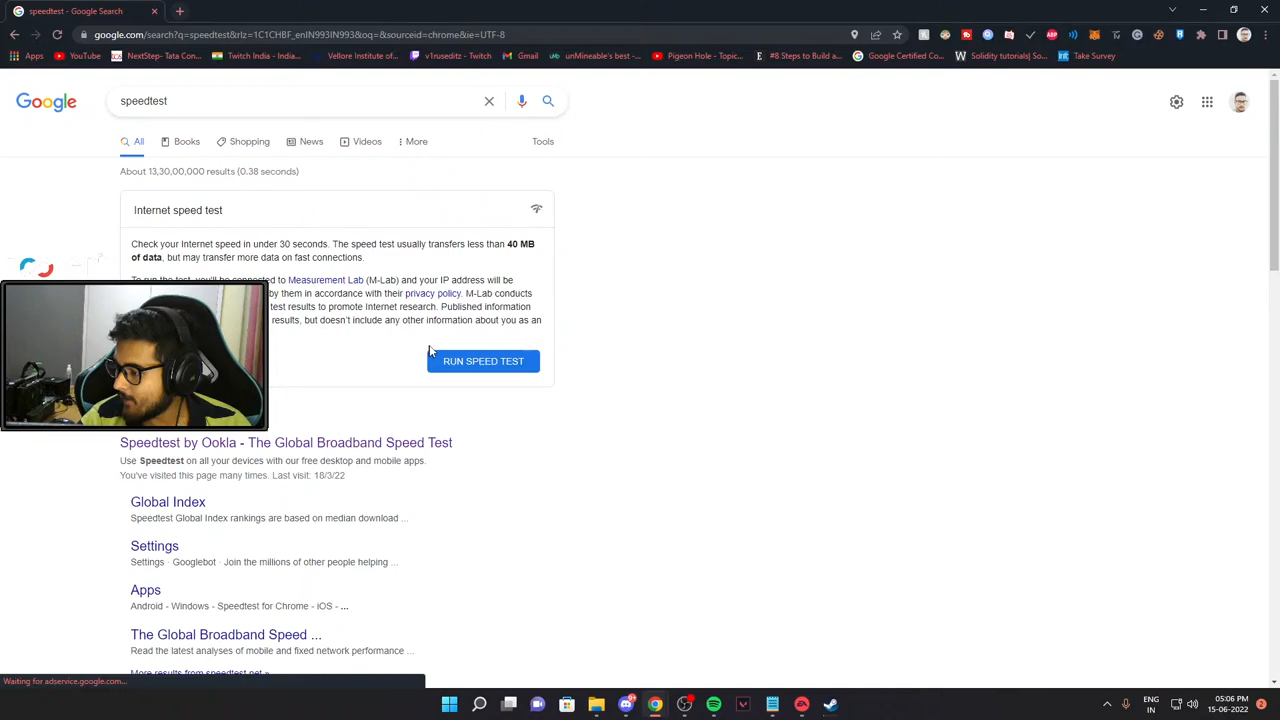 speedtest - Google Search
google.com/search?q=speedtest&rlz=1C1CHBF_enIN993IN993&oq=&sourceid=chrome&ie=UTF-8
Apps YouTube NextStep- Tata Con... Twitch India - India... Vellore Institute of... v1ruseditz - Twitch Gmail unMineable's best -... Pigeon Hole - Topic... #8 Steps to Build a... Google Certified Co... Solidity tutorials| So... Take Survey
Google speedtest
All Books Shopping News Videos More Tools
About 13,30,00,000 results (0.38 seconds)
Internet speed test
Check your Internet speed in under 30 seconds. The speed test usually transfers less than 40 MB
of data, but may transfer more data on fast connections.
To run the test, you'll be connected to Measurement Lab (M-Lab) and your IP address will be
by them in accordance with their privacy policy. M-Lab conducts
test results to promote Internet research. Published information
results, but doesn't include any other information about you as an
RUN SPEED TEST
Speedtest by Ookla - The Global Broadband Speed Test
Use Speedtest on all your devices with our free desktop and mobile apps.
You've visited this page many times. Last visit: 18/3/22
Global Index
Speedtest Global Index rankings are based on median download ...
Settings
Settings · Googlebot · Join the millions of other people helping ...
Apps
Android - Windows - Speedtest for Chrome - iOS - ...
The Global Broadband Speed ...
Read the latest analyses of mobile and fixed network performance ...
More results from speedtest.net »
Waiting for adservice.google.com...
ENG
IN
05:06 PM
15-06-2022